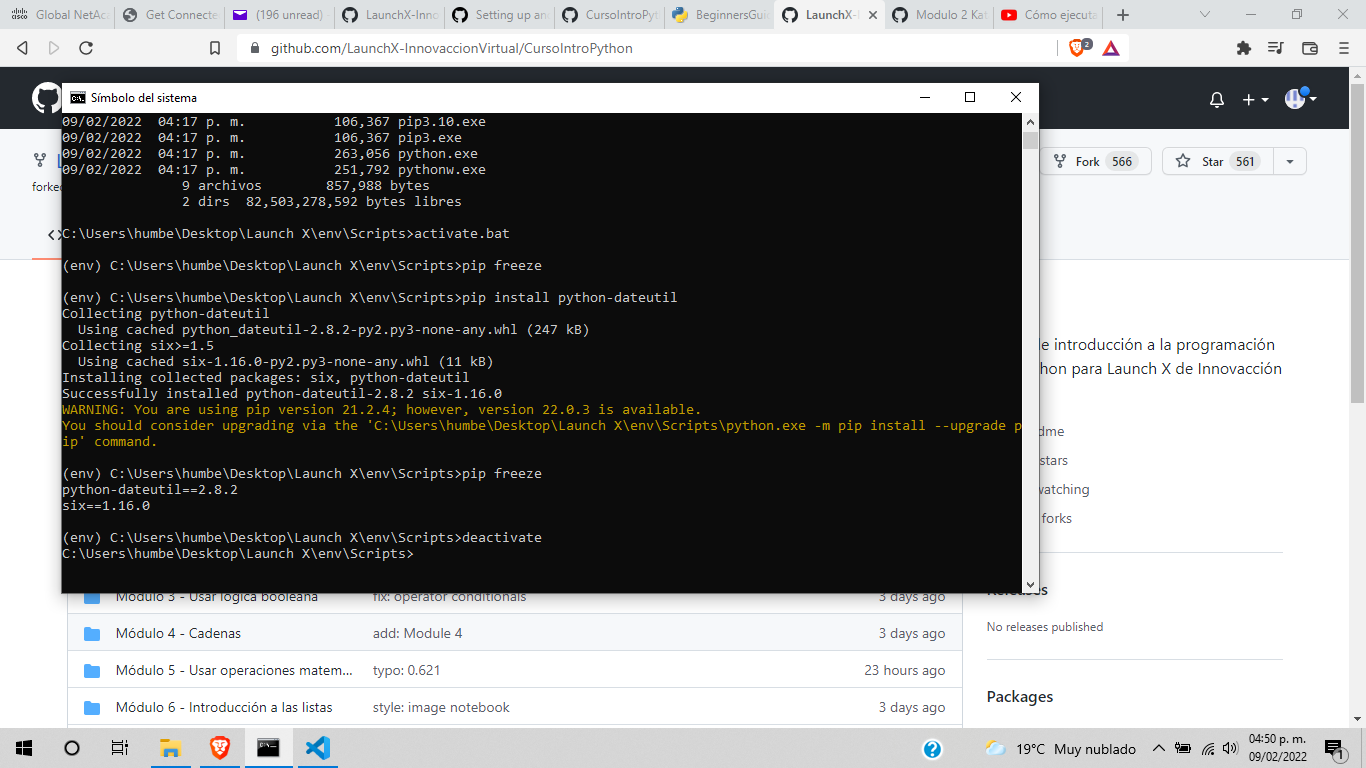 Global NetAc
Get Connecte
(196 unread)
LaunchX-Inno
Setting up an
CursoIntroPyt
BeginnersGui
LaunchX-I
Modulo 2 Kat
Cómo ejecuta
github.com/LaunchX-InnovaccionVirtual/CursoIntroPython
2
Símbolo del sistema
09/02/2022  04:17 p. m.           106,367 pip3.10.exe
09/02/2022  04:17 p. m.           106,367 pip3.exe
09/02/2022  04:17 p. m.           263,056 python.exe
09/02/2022  04:17 p. m.           251,792 pythonw.exe
9 archivos        857,988 bytes
2 dirs  82,503,278,592 bytes libres
C:\Users\humbe\Desktop\Launch X\env\Scripts>activate.bat
(env) C:\Users\humbe\Desktop\Launch X\env\Scripts>pip freeze
(env) C:\Users\humbe\Desktop\Launch X\env\Scripts>pip install python-dateutil
Collecting python-dateutil
Using cached python_dateutil-2.8.2-py2.py3-none-any.whl (247 kB)
Collecting six>=1.5
Using cached six-1.16.0-py2.py3-none-any.whl (11 kB)
Installing collected packages: six, python-dateutil
Successfully installed python-dateutil-2.8.2 six-1.16.0
WARNING: You are using pip version 21.2.4; however, version 22.0.3 is available.
You should consider upgrading via the 'C:\Users\humbe\Desktop\Launch X\env\Scripts\python.exe -m pip install --upgrade p
ip' command.
(env) C:\Users\humbe\Desktop\Launch X\env\Scripts>pip freeze
python-dateutil==2.8.2
six==1.16.0
(env) C:\Users\humbe\Desktop\Launch X\env\Scripts>deactivate
C:\Users\humbe\Desktop\Launch X\env\Scripts>
Fork 566
Star 561
forke
e introducción a la programación
hon para Launch X de Innovacción
dme
stars
watching
forks
Releases
No releases published
Packages
Módulo 3 - Usar lógica booleana fix: operator conditionals 3 days ago
Módulo 4 - Cadenas add: Module 4 3 days ago
Módulo 5 - Usar operaciones matem... typo: 0.621 23 hours ago
Módulo 6 - Introducción a las listas style: image notebook 3 days ago
19°C Muy nublado
04:50 p. m.
09/02/2022
1